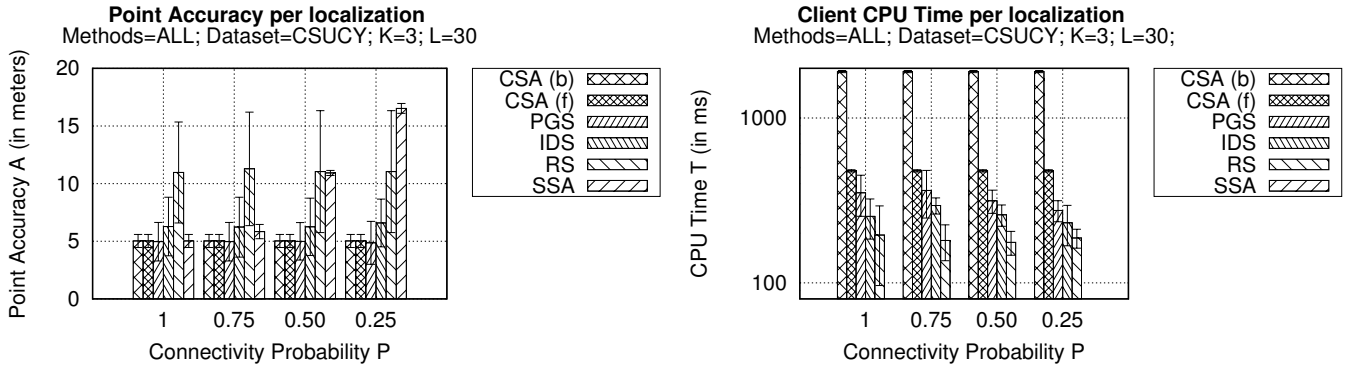 Point Accuracy per localization
Methods=ALL; Dataset=CSUCY; K=3; L=30
Point Accuracy A (in meters)
20
15
10
5
0
1 0.75 0.50 0.25
Connectivity Probability P
CSA (b)
CSA (f)
PGS
IDS
RS
SSA
Client CPU Time per localization
Methods=ALL; Dataset=CSUCY; K=3; L=30;
CPU Time T (in ms)
1000
100
1 0.75 0.50 0.25
Connectivity Probability P
CSA (b)
CSA (f)
PGS
IDS
RS
SSA